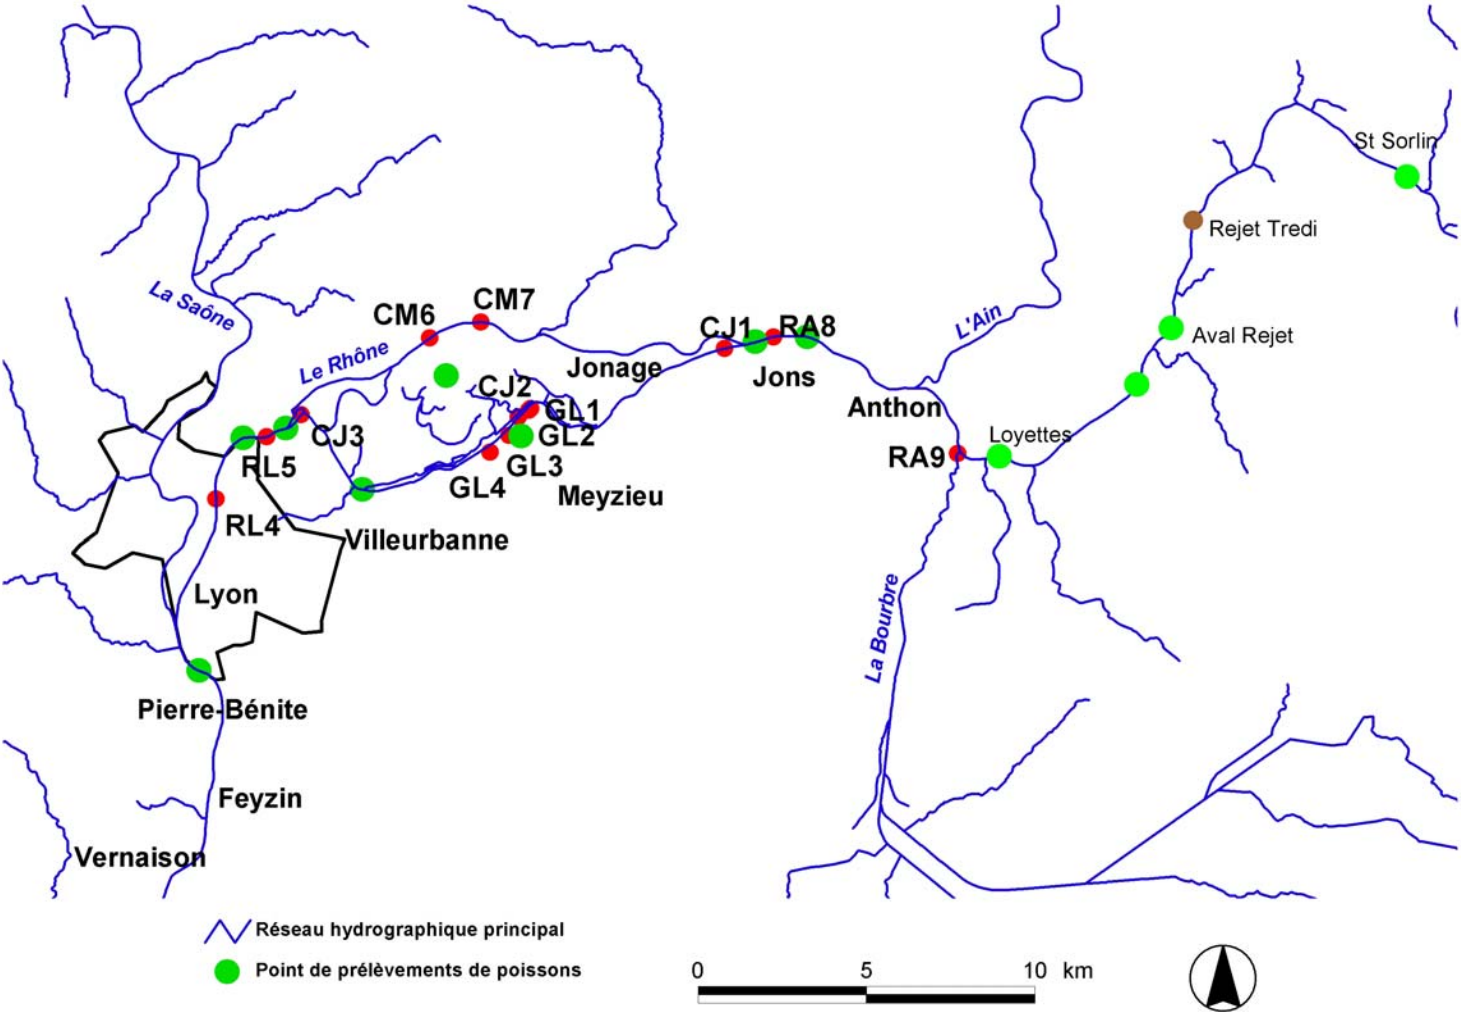 St Sorlin
Rejet Tredi
La Saône
CM7
CM6
L'Ain
CJ1
RA8
Aval Rejet
Le Rhône
Jonage
Jons
CJ2
GL1
Anthon
CJ3
GL2
Loyettes
RL5
GL3
RA9
GL4
Meyzieu
RL4
Villeurbanne
Lyon
La Bourbre
Pierre-Bénite
Feyzin
Vernaison
Réseau hydrographique principal
Point de prélèvements de poissons
0 5 10 km